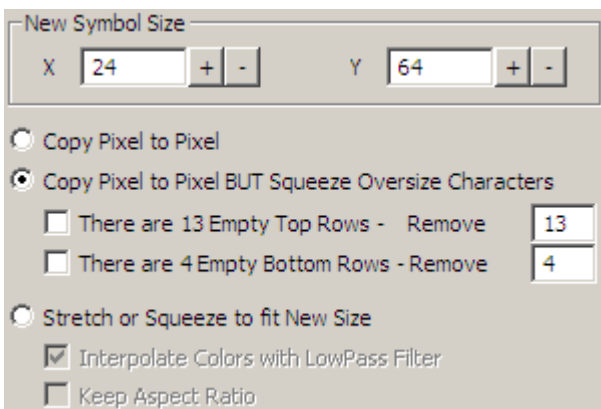 New Symbol Size
X 24 + - Y 64 + -
Copy Pixel to Pixel
Copy Pixel to Pixel BUT Squeeze Oversize Characters
There are 13 Empty Top Rows - Remove 13
There are 4 Empty Bottom Rows - Remove 4
Stretch or Squeeze to fit New Size
Interpolate Colors with LowPass Filter
Keep Aspect Ratio